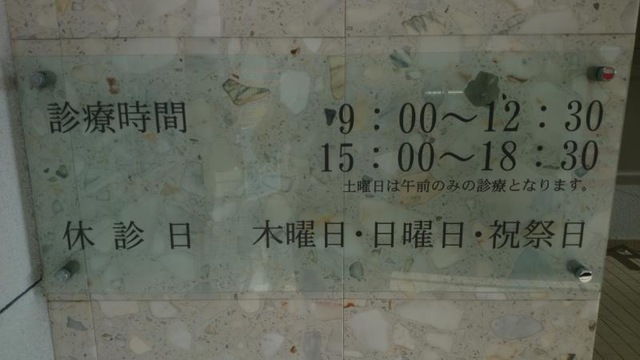 診療時間 9：00～12：30
15：00～18：30
土曜日は午前のみの診療となります。
休診日 木曜日・日曜日・祝祭日